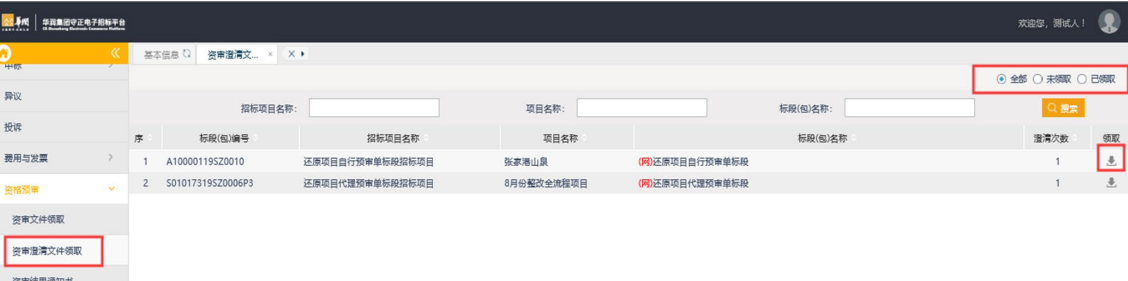 华润集团守正电子招标平台
欢迎您，测试人！
基本信息 资审澄清文... × × ▸
全部 未领取 已领取
异议
投诉
费用与发票
资格预审
资审文件领取
资审澄清文件领取
招标项目名称： 项目名称： 标段(包)名称： 搜索
序 标段(包)编号 招标项目名称 项目名称 标段(包)名称 澄清次数 领取
1 A10000119SZ0010 还原项目自行预审单标段招标项目 张家港山泉 (网)还原项目自行预审单标段 1
2 S01017319SZ0006P3 还原项目代理预审单标段招标项目 8月份整改全流程项目 (网)还原项目代理预审单标段 1